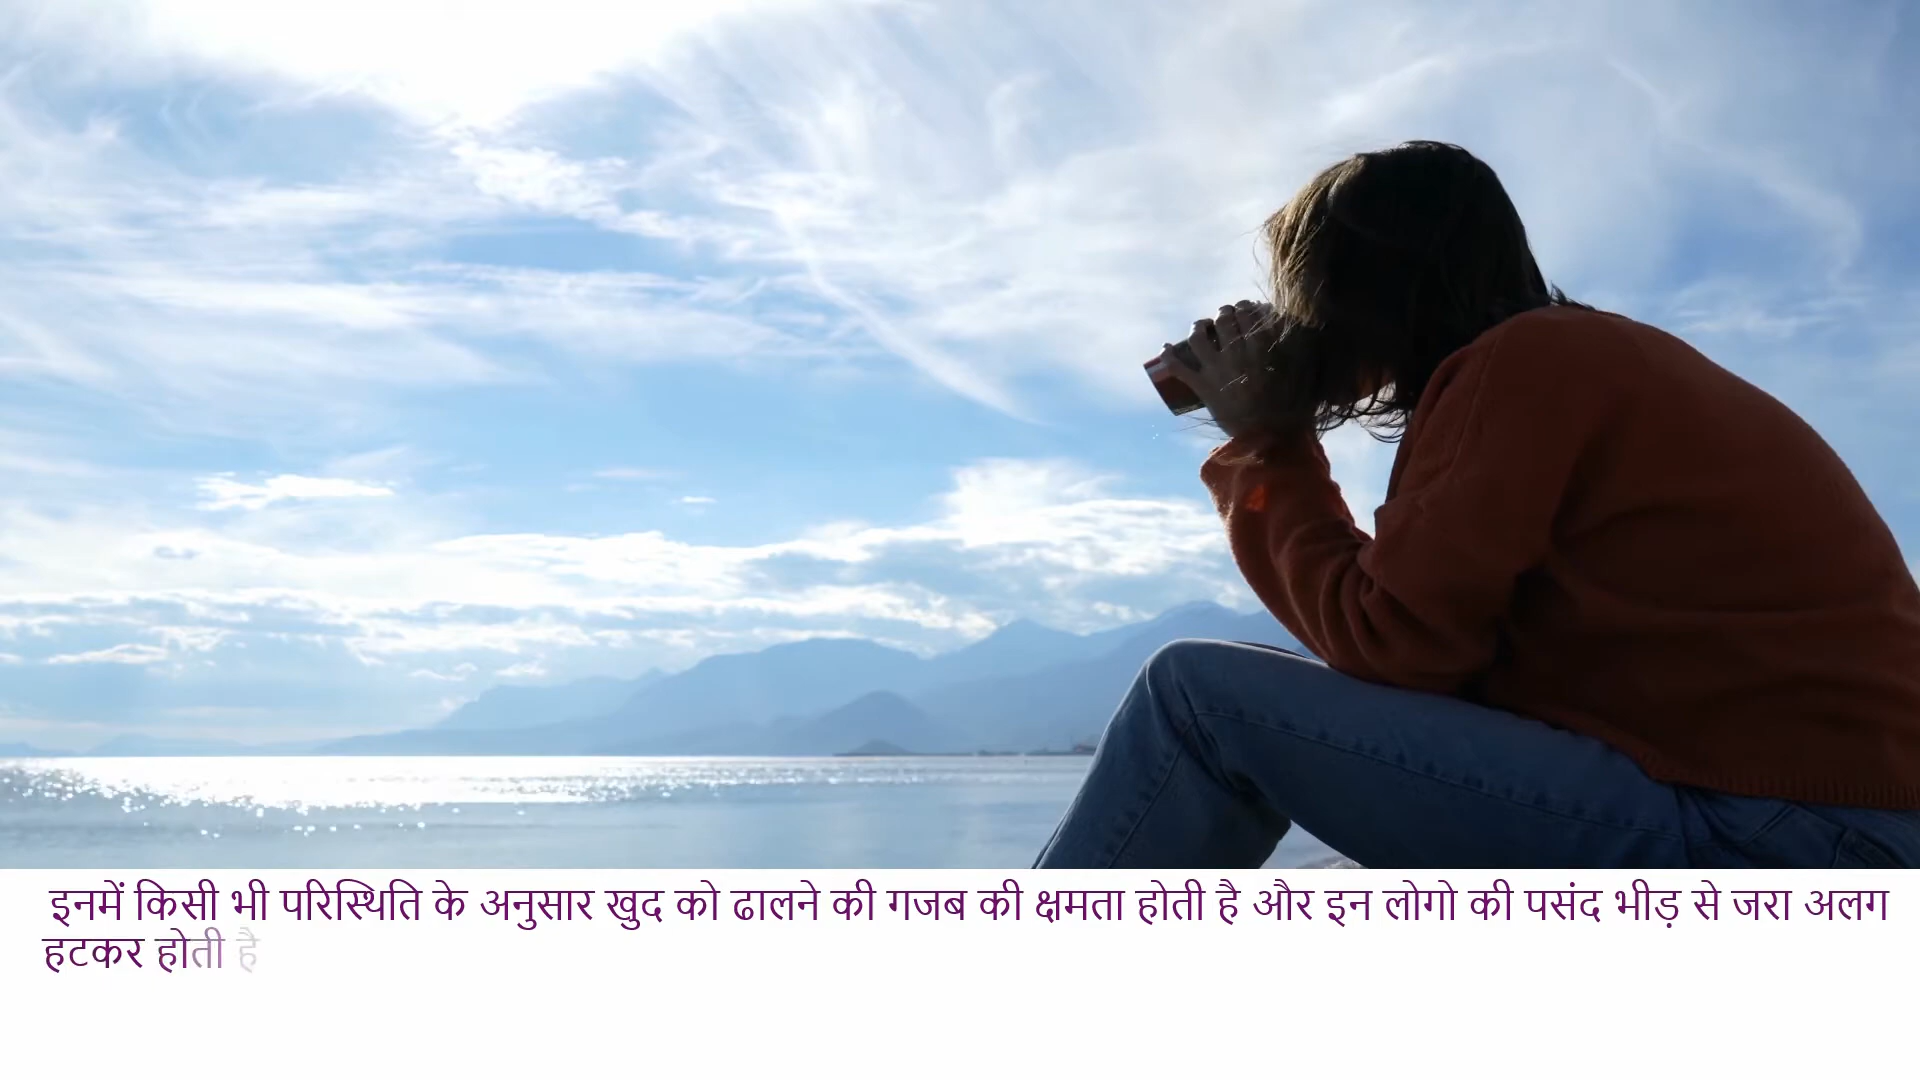 इनमें किसी भी परिस्थिति के अनुसार खुद को ढालने की गजब की क्षमता होती है और इन लोगो की पसंद भीड़ से जरा अलग
हटकर होती है